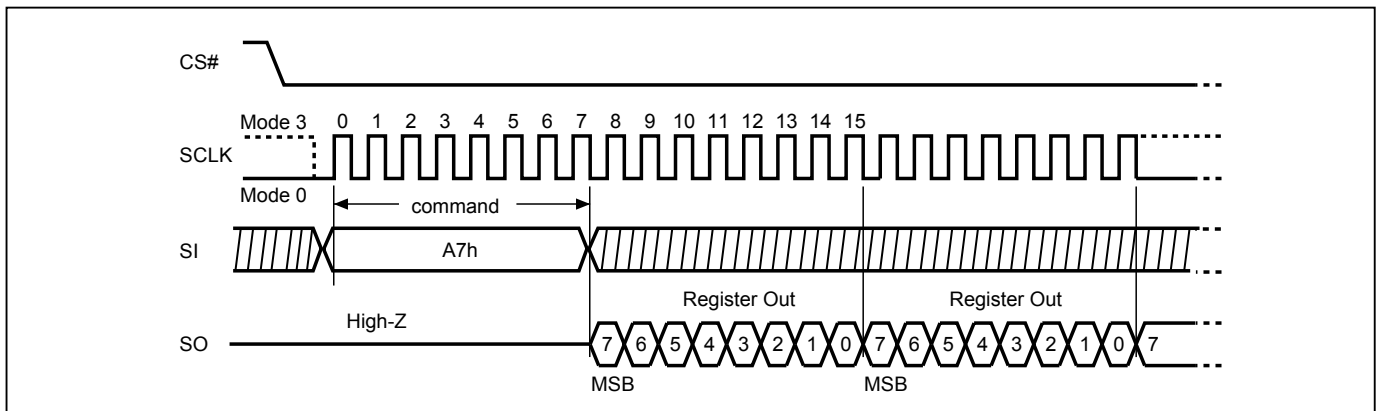 CS#
Mode 3 0 1 2 3 4 5 6 7 8 9 10 11 12 13 14 15
SCLK
Mode 0
command
SI A7h
Register Out Register Out
High-Z
SO 7 6 5 4 3 2 1 0 7 6 5 4 3 2 1 0 7
MSB MSB